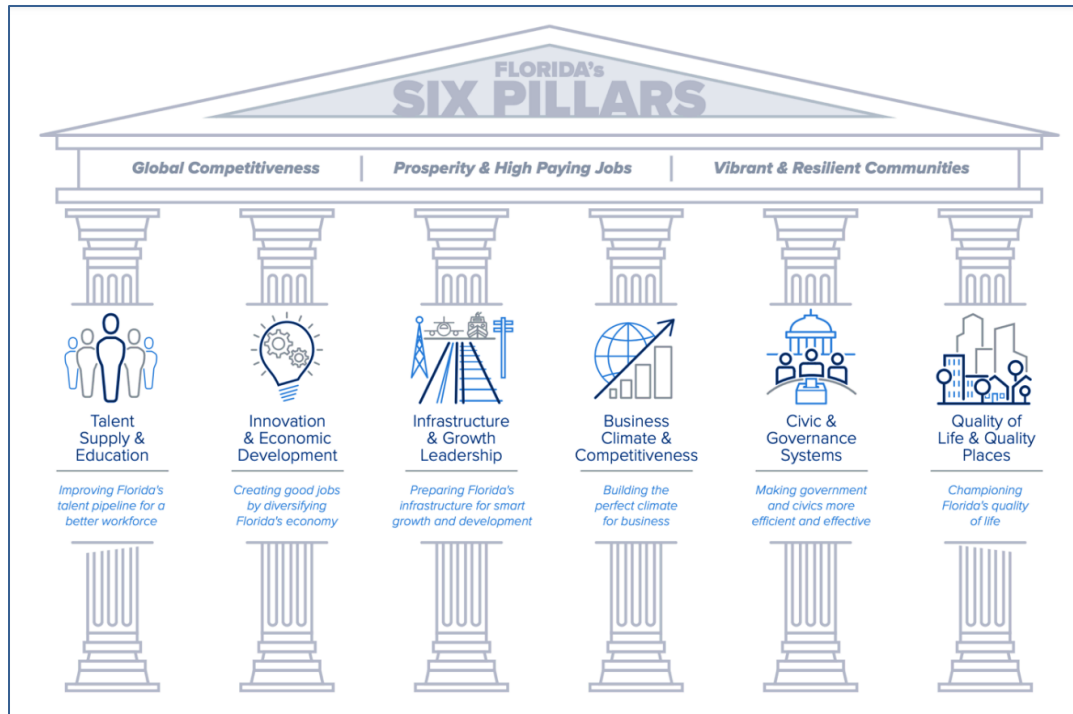 FLORIDA's
SIX PILLARS
Global Competitiveness | Prosperity & High Paying Jobs | Vibrant & Resilient Communities
Talent
Supply &
Education
Improving Florida's
talent pipeline for a
better workforce
Innovation
& Economic
Development
Creating good jobs
by diversifying
Florida's economy
Infrastructure
& Growth
Leadership
Preparing Florida's
infrastructure for smart
growth and development
Business
Climate &
Competitiveness
Building the
perfect climate
for business
Civic &
Governance
Systems
Making government
and civics more
efficient and effective
Quality of
Life & Quality
Places
Championing
Florida's quality
of life